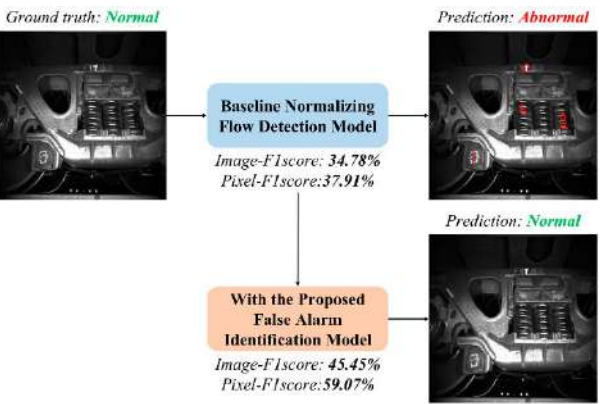 Ground truth: Normal
Prediction: Abnormal
Baseline Normalizing
Flow Detection Model
Image-F1score: 34.78%
Pixel-F1score:37.91%
Prediction: Normal
With the Proposed
False Alarm
Identification Model
Image-F1score: 45.45%
Pixel-F1score:59.07%